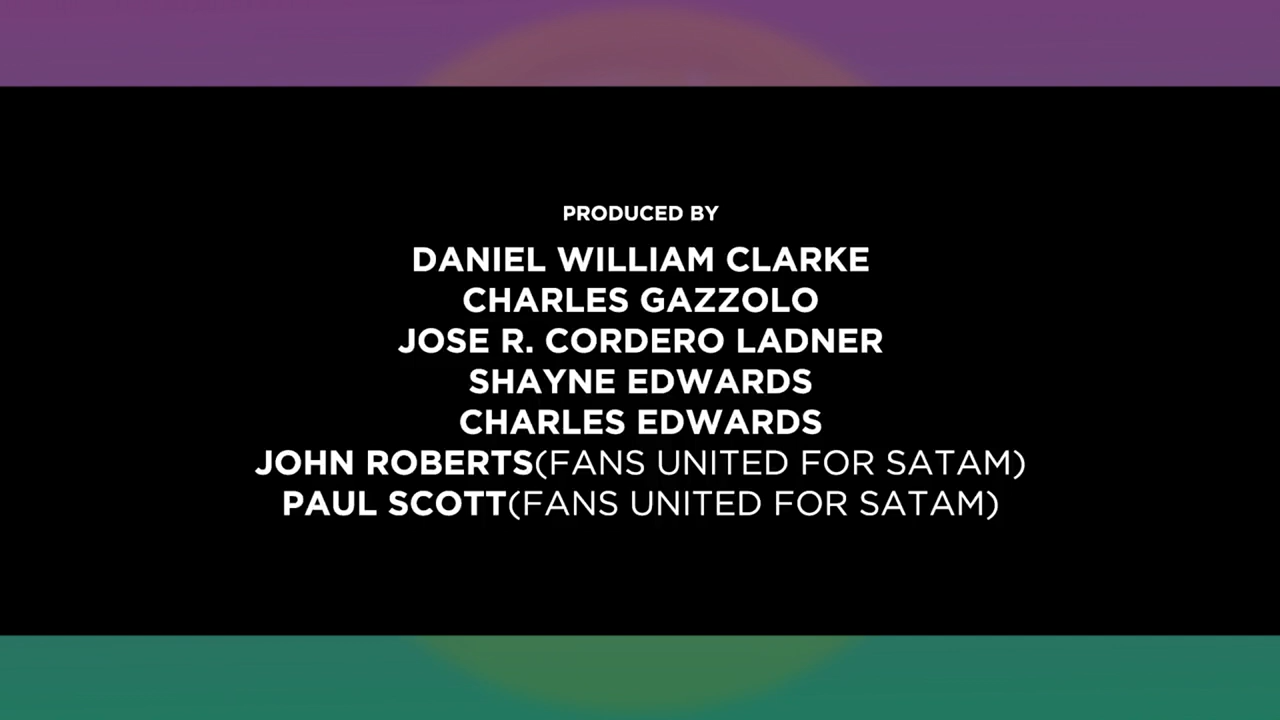 PRODUCED BY
DANIEL WILLIAM CLARKE
CHARLES GAZZOLO
JOSE R. CORDERO LADNER
SHAYNE EDWARDS
CHARLES EDWARDS
JOHN ROBERTS(FANS UNITED FOR SATAM)
PAUL SCOTT(FANS UNITED FOR SATAM)